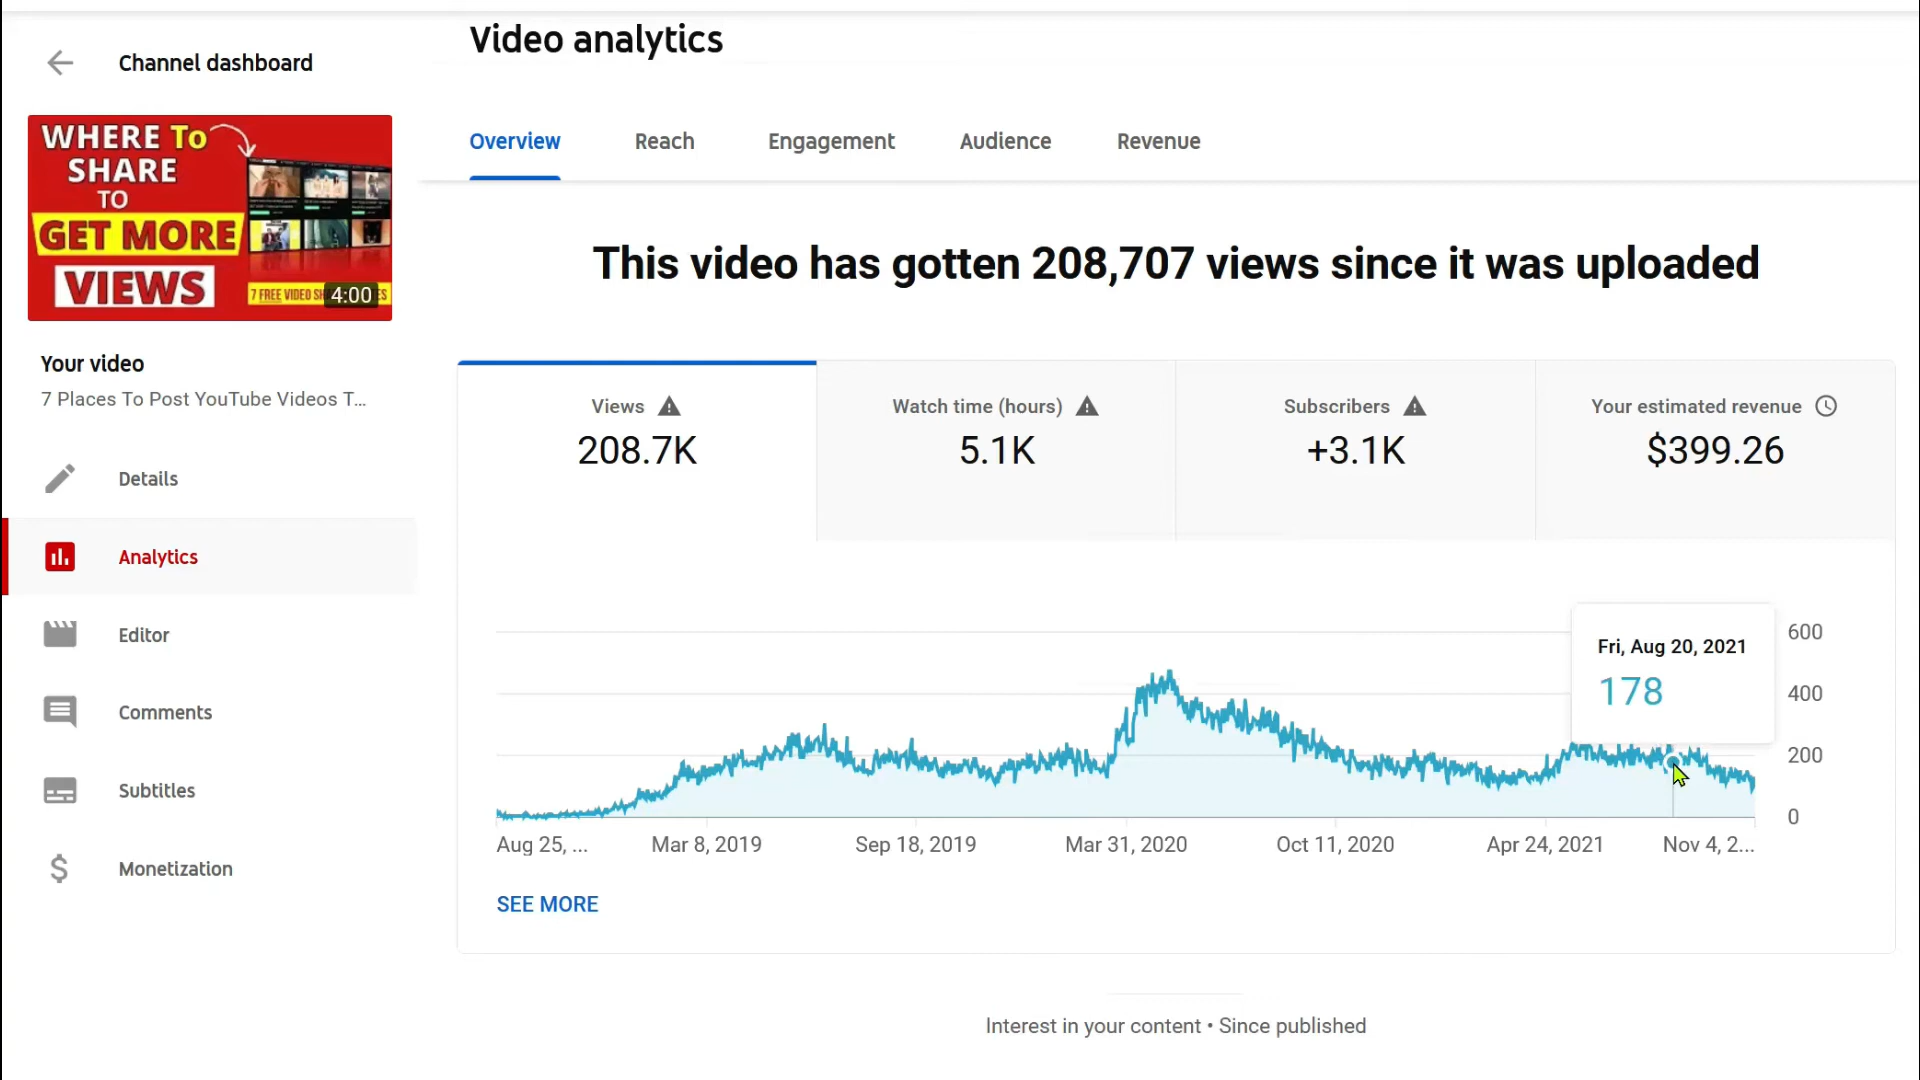 Video analytics
Channel dashboard
Overview
Reach
Engagement
Audience
Revenue
WHERE To
SHARE
TO
GET MORE
VIEWS
7 FREE VIDEO
4:00
This video has gotten 208,707 views since it was uploaded
Your video
7 Places To Post YouTube Videos T...
Details
Analytics
Editor
Comments
Subtitles
Monetization
Views
208.7K
Watch time (hours)
5.1K
Subscribers
+3.1K
Your estimated revenue
$399.26
Fri, Aug 20, 2021
178
600
400
200
0
Aug 25, ...
Mar 8, 2019
Sep 18, 2019
Mar 31, 2020
Oct 11, 2020
Apr 24, 2021
Nov 4, 2...
SEE MORE
Interest in your content • Since published